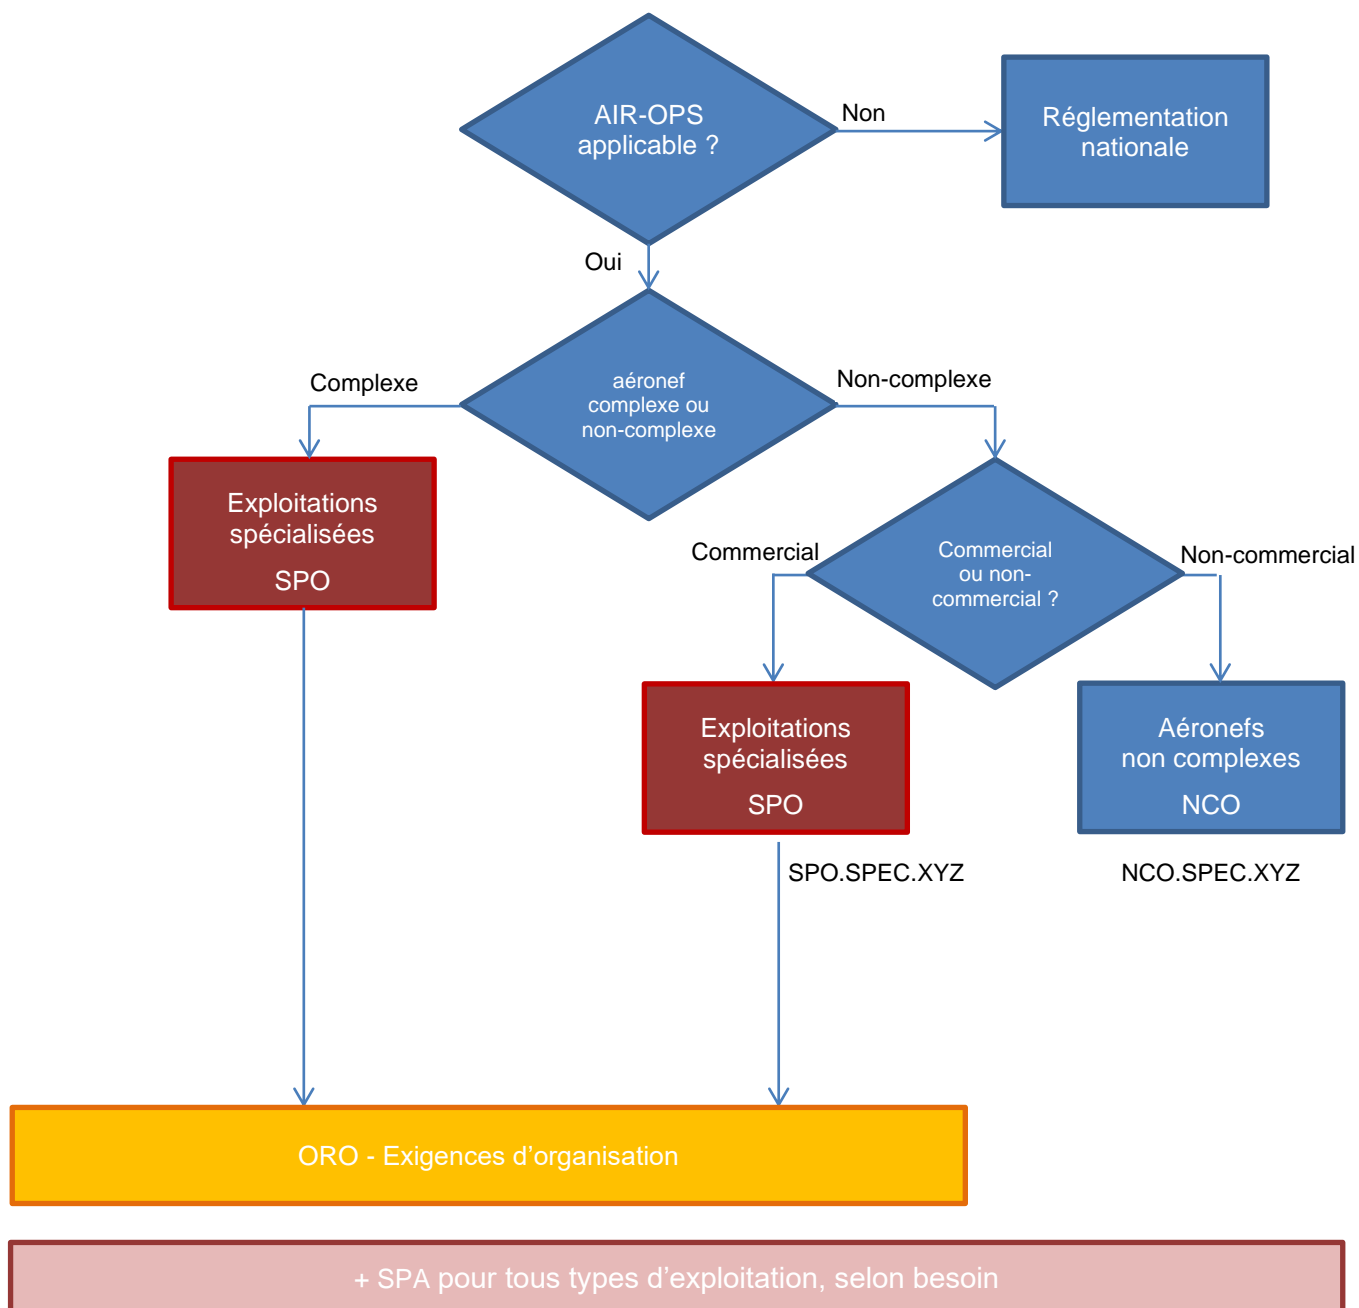 AIR-OPS
applicable ?
Non
Réglementation
nationale
Oui
Complexe
aéronef
complexe ou
non-complexe
Non-complexe
Exploitations
spécialisées
SPO
Commercial
Commercial
ou non-
commercial ?
Non-commercial
Exploitations
spécialisées
SPO
Aéronefs
non complexes
NCO
SPO.SPEC.XYZ
NCO.SPEC.XYZ
ORO - Exigences d’organisation
+ SPA pour tous types d’exploitation, selon besoin